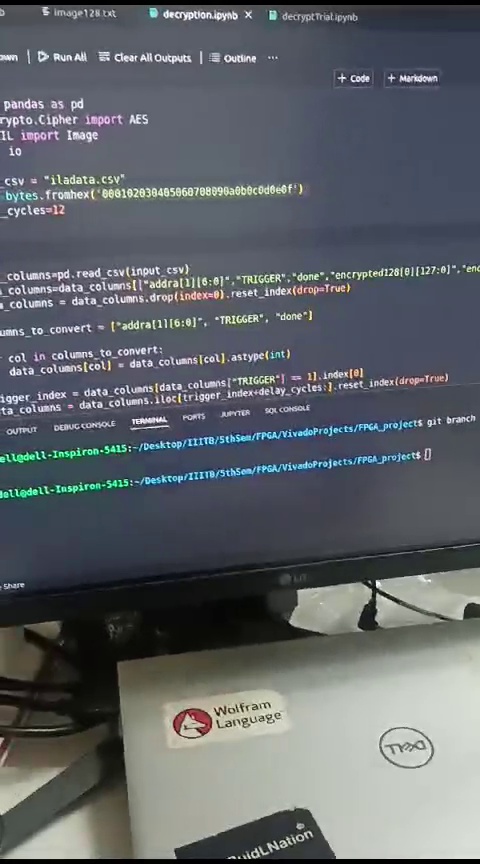 image128.txt decryption.ipynb × decryptTrial.ipynb
own Run All Clear All Outputs Outline ...
+ Code + Markdown
pandas as pd
rypto.Cipher import AES
IL import Image
io
_csv = "iladata.csv"
bytes.fromhex('000102030405060708090a0b0c0d0e0f')
_cycles=12
_columns=pd.read_csv(input_csv)
_columns=data_columns[["addra[1][6:0]","TRIGGER","done","encrypted128[0][127:0]","enc
a_columns = data_columns.drop(index=0).reset_index(drop=True)
umns_to_convert = ["addra[1][6:0]", "TRIGGER", "done"]
r col in columns_to_convert:
data_columns[col] = data_columns[col].astype(int)
igger_index = data_columns[data_columns["TRIGGER"] == 1].index[0]
ta_columns = data_columns.iloc[trigger_index+delay_cycles:].reset_index(drop=True)
OUTPUT DEBUG CONSOLE TERMINAL PORTS JUPYTER SQL CONSOLE
ell@dell-Inspiron-5415:~/Desktop/IIITB/5thSem/FPGA/VivadoProjects/FPGA_project$ git branch
ell@dell-Inspiron-5415:~/Desktop/IIITB/5thSem/FPGA/VivadoProjects/FPGA_project$
Share
LG
Wolfram
Language
DELL
uidLNation